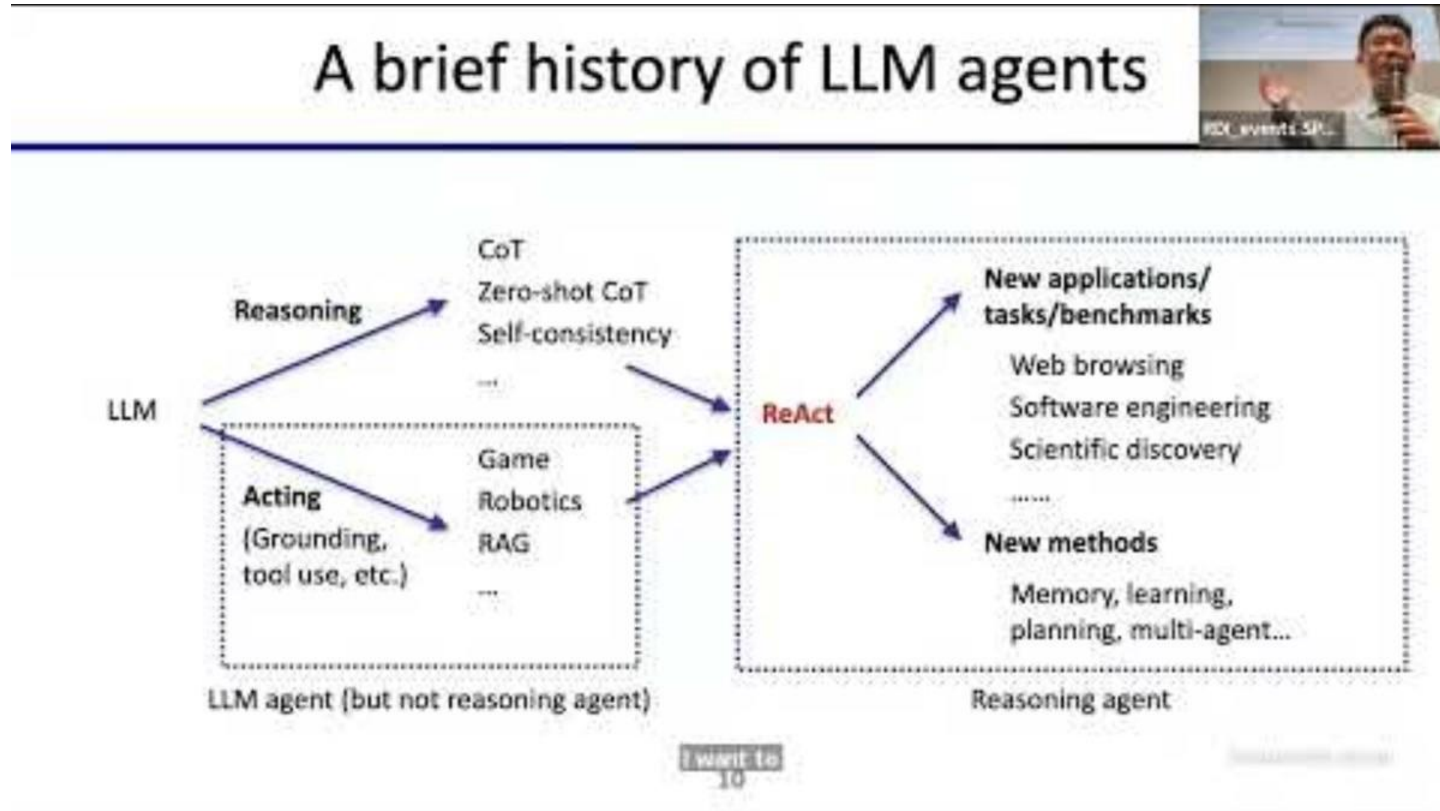 A brief history of LLM agents
RDI_events SP...
CoT
Zero-shot CoT
Self-consistency
...
Reasoning
LLM
Game
Robotics
RAG
...
Acting
(Grounding,
tool use, etc.)
LLM agent (but not reasoning agent)
ReAct
New applications/
tasks/benchmarks
Web browsing
Software engineering
Scientific discovery
......
New methods
Memory, learning,
planning, multi-agent...
Reasoning agent
I want to
10